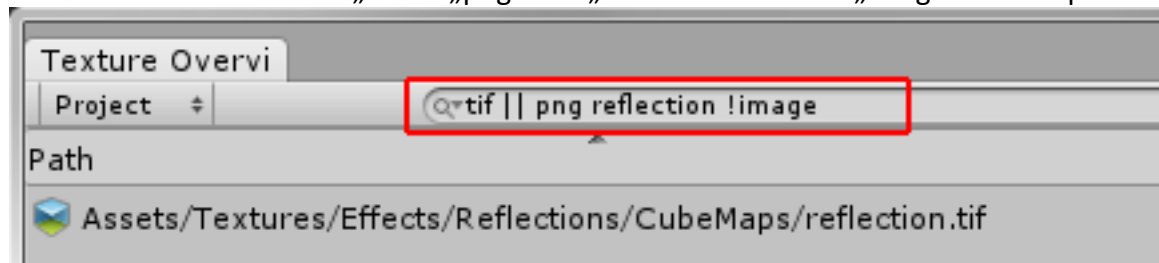 Texture Overvi
Project
tif || png reflection !image
Path
Assets/Textures/Effects/Reflections/CubeMaps/reflection.tif